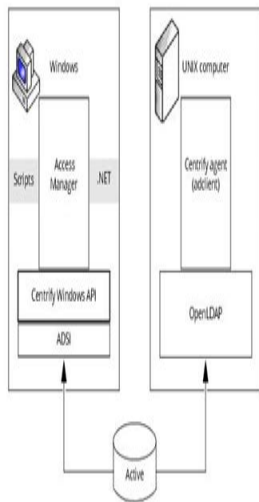 Windows
Scripts
Access
Manager
.NET
Centrify Windows API
ADSI
UNIX computer
Centrify agent
(adclient)
OpenLDAP
Active